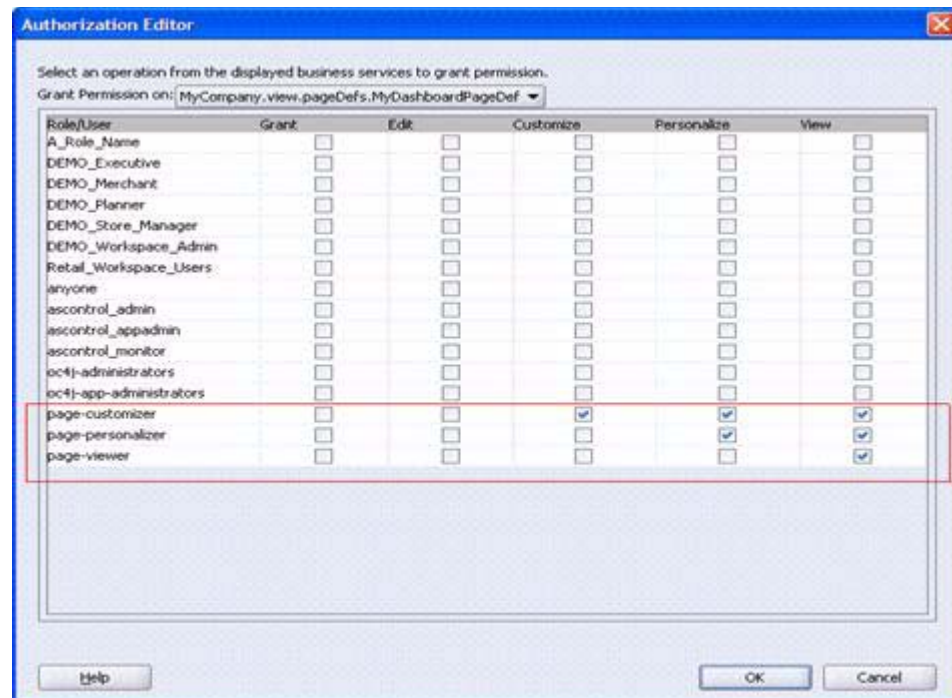 Authorization Editor
Select an operation from the displayed business services to grant permission.
Grant Permission on: MyCompany.view.pageDefs.MyDashboardPageDef
Role/User Grant Edit Customize Personalize View
A_Role_Name
DEMO_Executive
DEMO_Merchant
DEMO_Planner
DEMO_Store_Manager
DEMO_Workspace_Admin
Retail_Workspace_Users
anyone
ascontrol_admin
ascontrol_appadmin
ascontrol_monitor
oc4j-administrators
oc4j-app-administrators
page-customizer
page-personalizer
page-viewer
Help OK Cancel